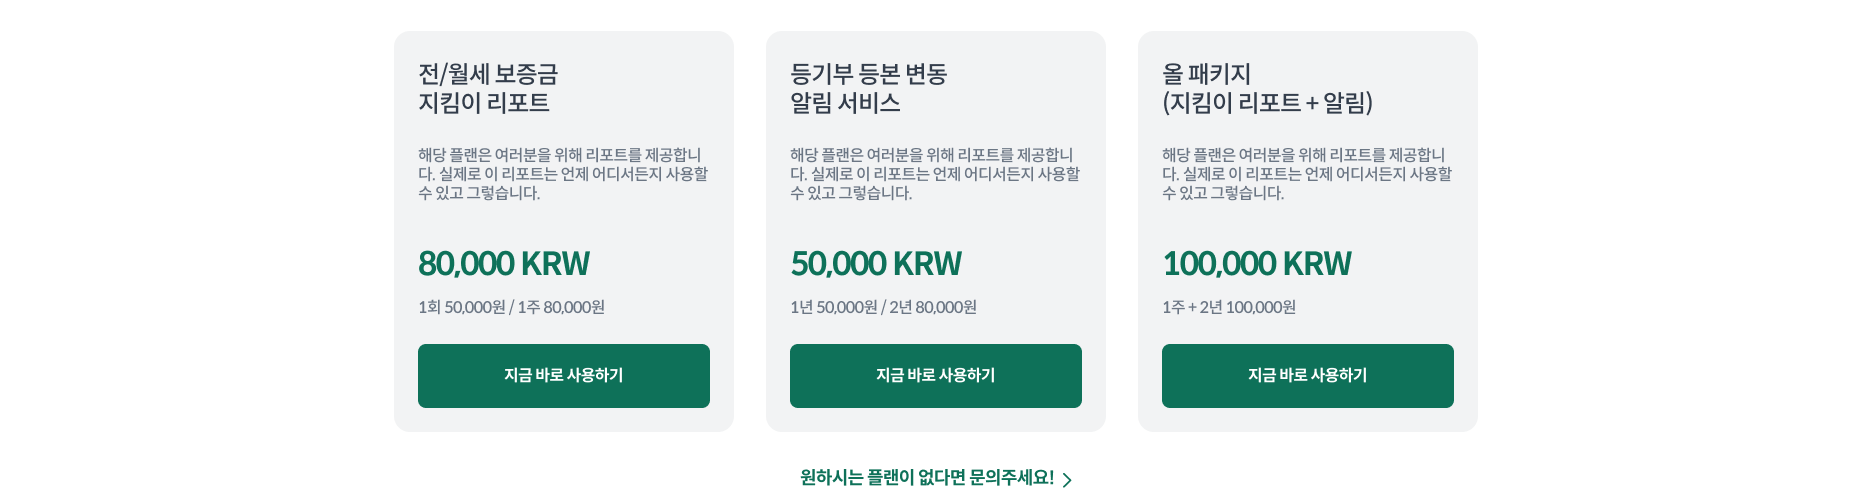 전/월세 보증금
지킴이 리포트
해당 플랜은 여러분을 위해 리포트를 제공합니
다. 실제로 이 리포트는 언제 어디서든지 사용할
수 있고 그렇습니다.
80,000 KRW
1회 50,000원 / 1주 80,000원
지금 바로 사용하기
등기부 등본 변동
알림 서비스
해당 플랜은 여러분을 위해 리포트를 제공합니
다. 실제로 이 리포트는 언제 어디서든지 사용할
수 있고 그렇습니다.
50,000 KRW
1년 50,000원 / 2년 80,000원
지금 바로 사용하기
올 패키지
(지킴이 리포트 + 알림)
해당 플랜은 여러분을 위해 리포트를 제공합니
다. 실제로 이 리포트는 언제 어디서든지 사용할
수 있고 그렇습니다.
100,000 KRW
1주 + 2년 100,000원
지금 바로 사용하기
원하시는 플랜이 없다면 문의주세요!